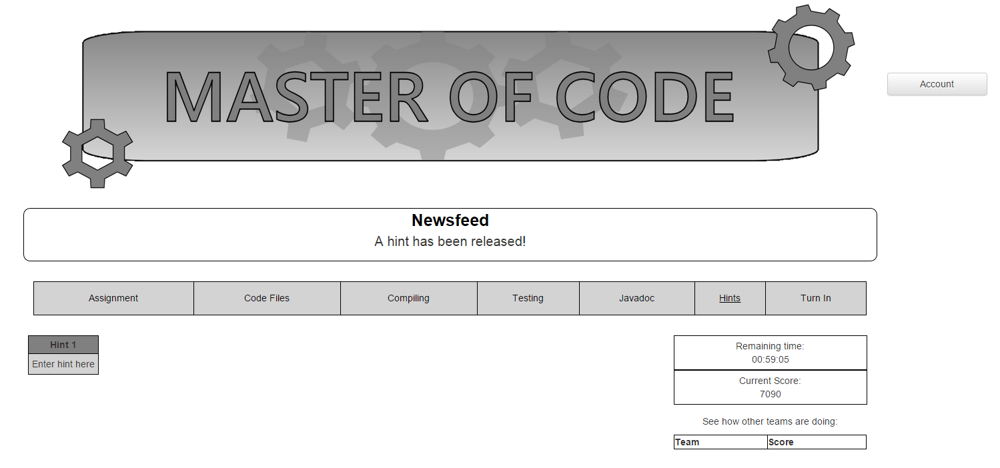 MASTER OF CODE
Account
Newsfeed
A hint has been released!
Assignment Code Files Compiling Testing Javadoc Hints Turn In
Hint 1
Enter hint here
Remaining time:
00:59:05
Current Score:
7090
See how other teams are doing:
Team Score